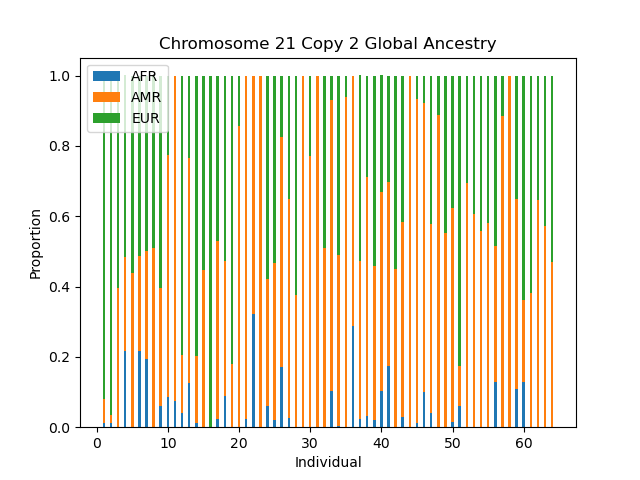 Chromosome 21 Copy 2 Global Ancestry
AFR
AMR
EUR
1.0
0.8
0.6
0.4
0.2
0.0
Proportion
0 10 20 30 40 50 60
Individual